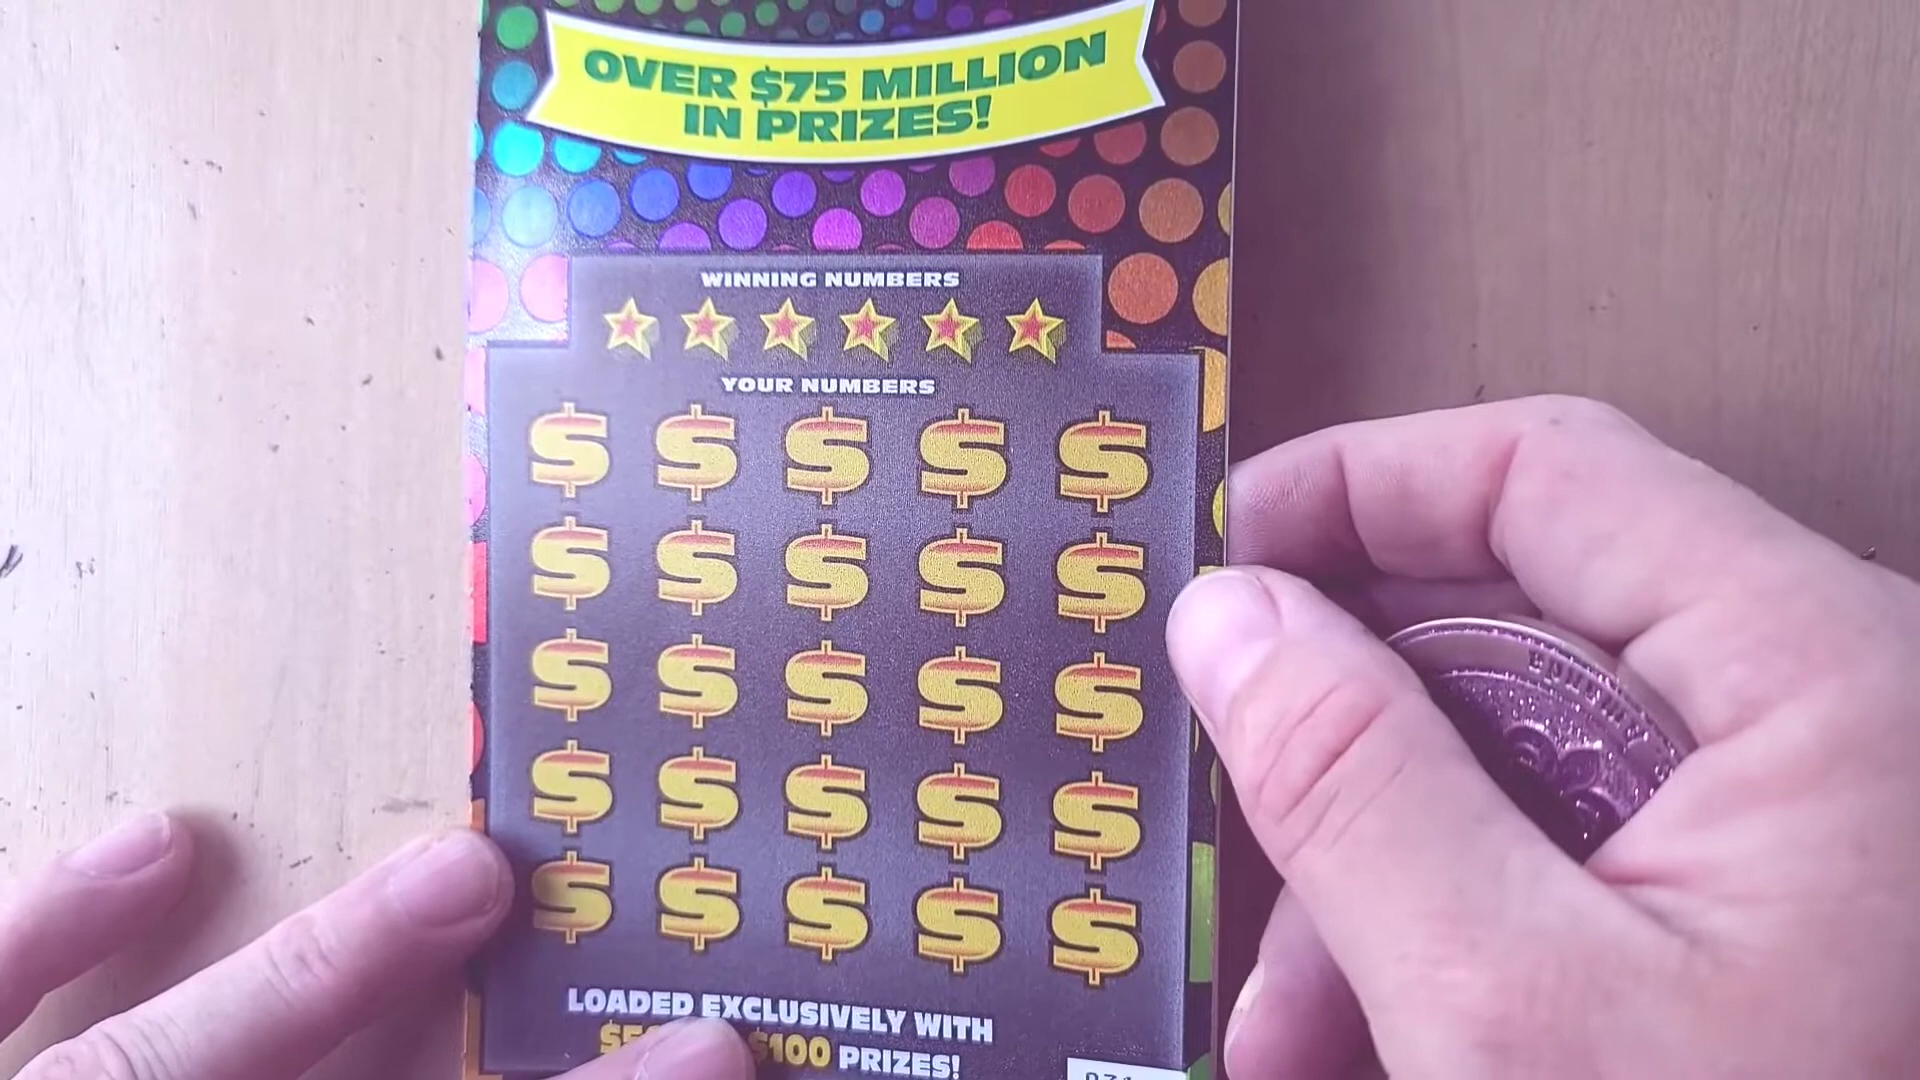 OVER $75 MILLION
IN PRIZES!
WINNING NUMBERS
YOUR NUMBERS
$ $ $ $ $
$ $ $ $ $
$ $ $ $ $
$ $ $ $ $
$ $ $ $ $
LOADED EXCLUSIVELY WITH
$100 PRIZES!